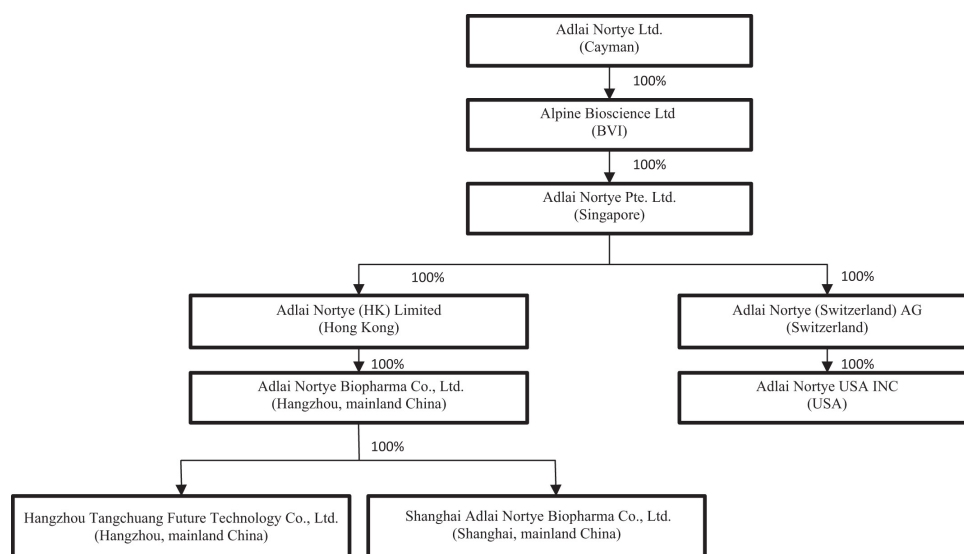 Adlai Nortye Ltd.
(Cayman)
100%
Alpine Bioscience Ltd
(BVI)
100%
Adlai Nortye Pte. Ltd.
(Singapore)
100%
100%
Adlai Nortye (HK) Limited
(Hong Kong)
Adlai Nortye (Switzerland) AG
(Switzerland)
100%
100%
Adlai Nortye Biopharma Co., Ltd.
(Hangzhou, mainland China)
Adlai Nortye USA INC
(USA)
100%
Hangzhou Tangchuang Future Technology Co., Ltd.
(Hangzhou, mainland China)
Shanghai Adlai Nortye Biopharma Co., Ltd.
(Shanghai, mainland China)